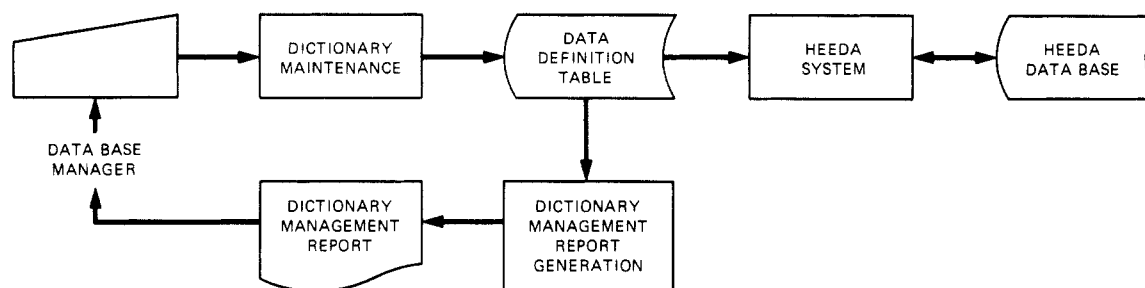 DICTIONARY
MAINTENANCE
DATA
DEFINITION
TABLE
HEEDA
SYSTEM
HEEDA
DATA BASE
DATA BASE
MANAGER
DICTIONARY
MANAGEMENT
REPORT
DICTIONARY
MANAGEMENT
REPORT
GENERATION